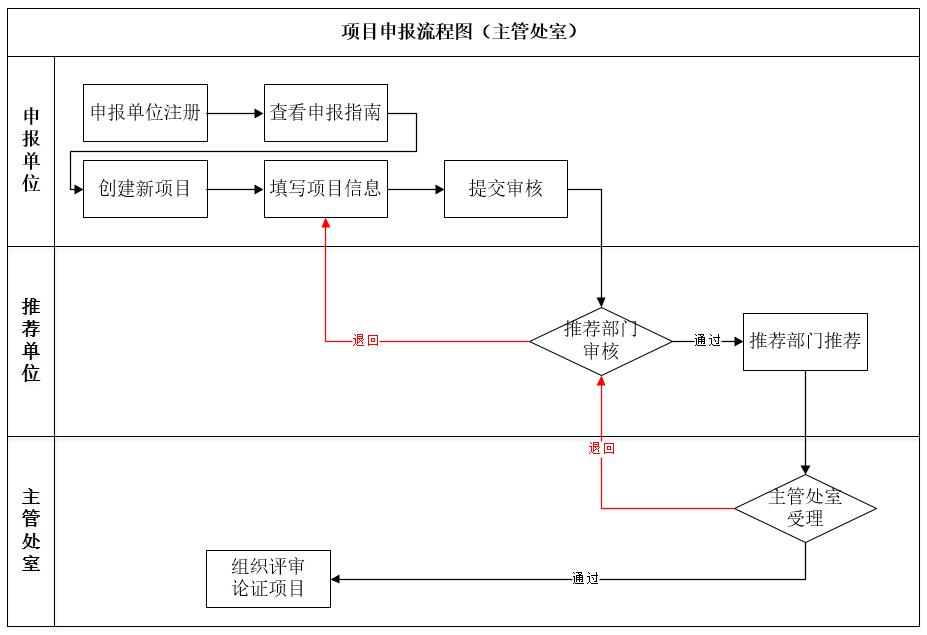 项目申报流程图（主管处室）
申报单位
申报单位注册
查看申报指南
创建新项目
填写项目信息
提交审核
推荐单位
推荐部门
审核
退回
通过
推荐部门推荐
主管处室
退回
主管处室
受理
通过
组织评审
论证项目